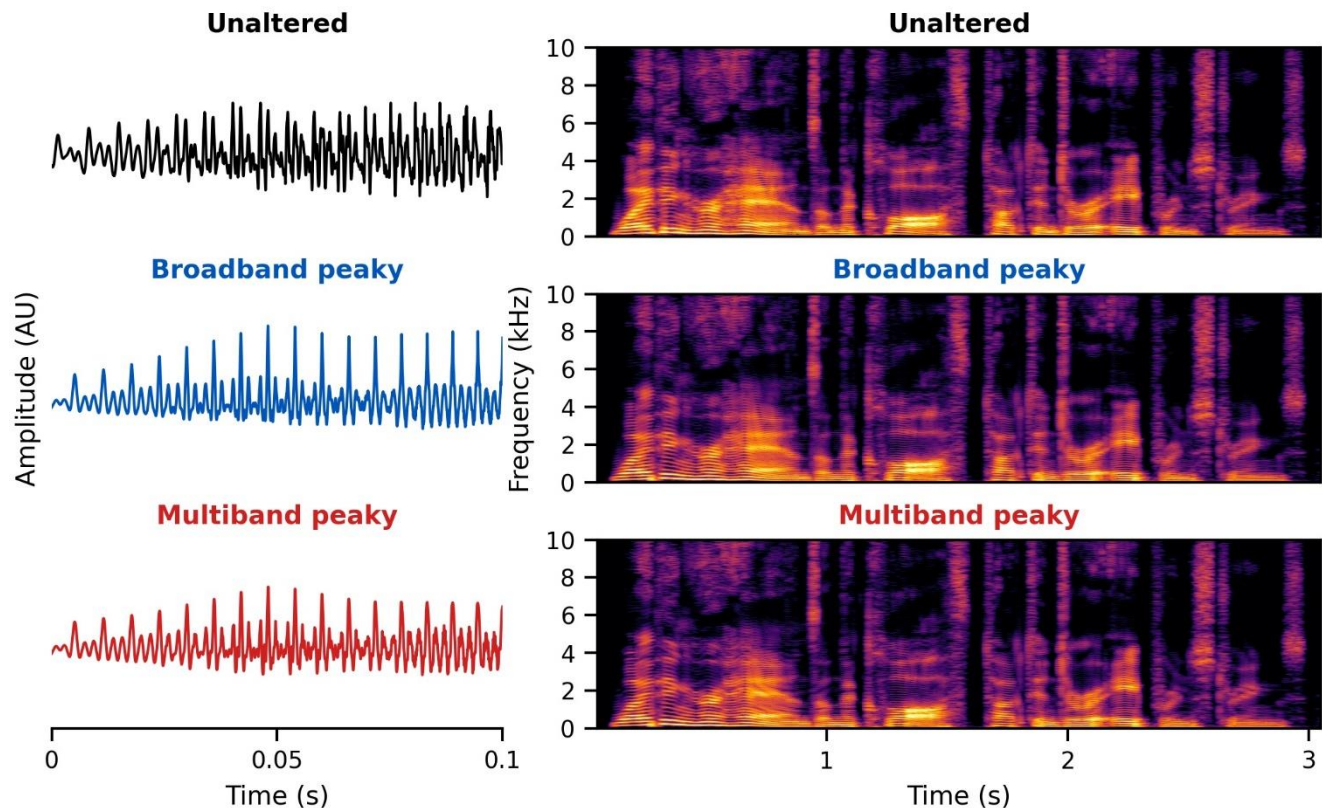 Unaltered
Broadband peaky
Multiband peaky
Amplitude (AU)
0
0.05
0.1
Time (s)
Unaltered
10
8
6
4
2
0
Broadband peaky
10
8
6
4
2
0
Multiband peaky
10
8
6
4
2
0
Frequency (kHz)
1
2
3
Time (s)